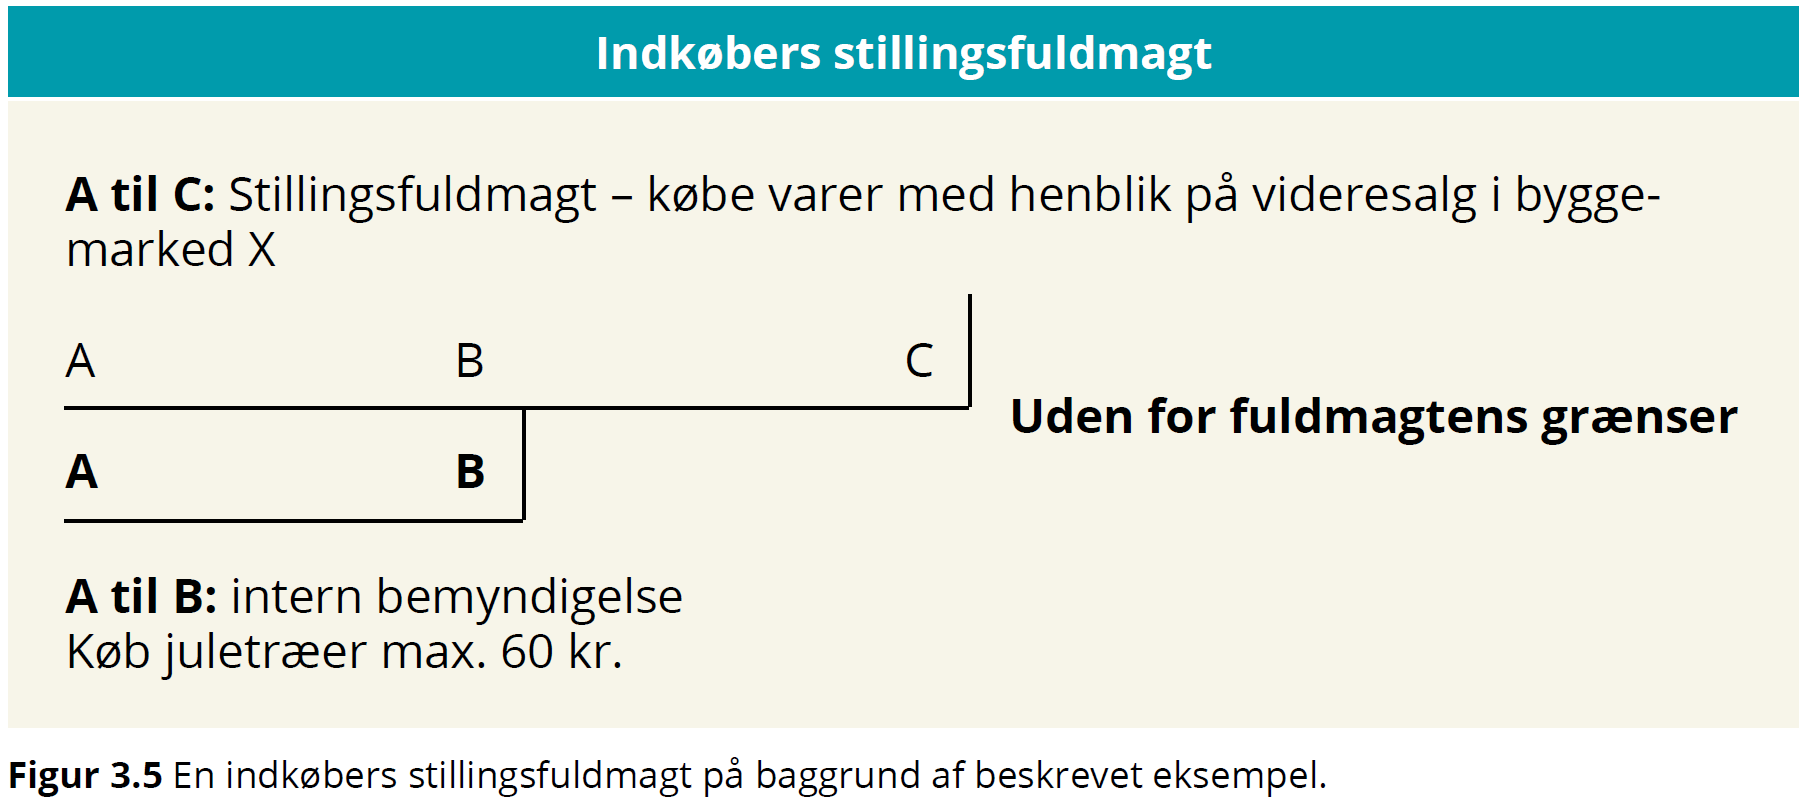 Indkøbers stillingsfuldmagt
A til C: Stillingsfuldmagt – købe varer med henblik på videresalg i bygge-
marked X
A B C
Uden for fuldmagtens grænser
A B
A til B: intern bemyndigelse
Køb juletræer max. 60 kr.
Figur 3.5 En indkøbers stillingsfuldmagt på baggrund af beskrevet eksempel.